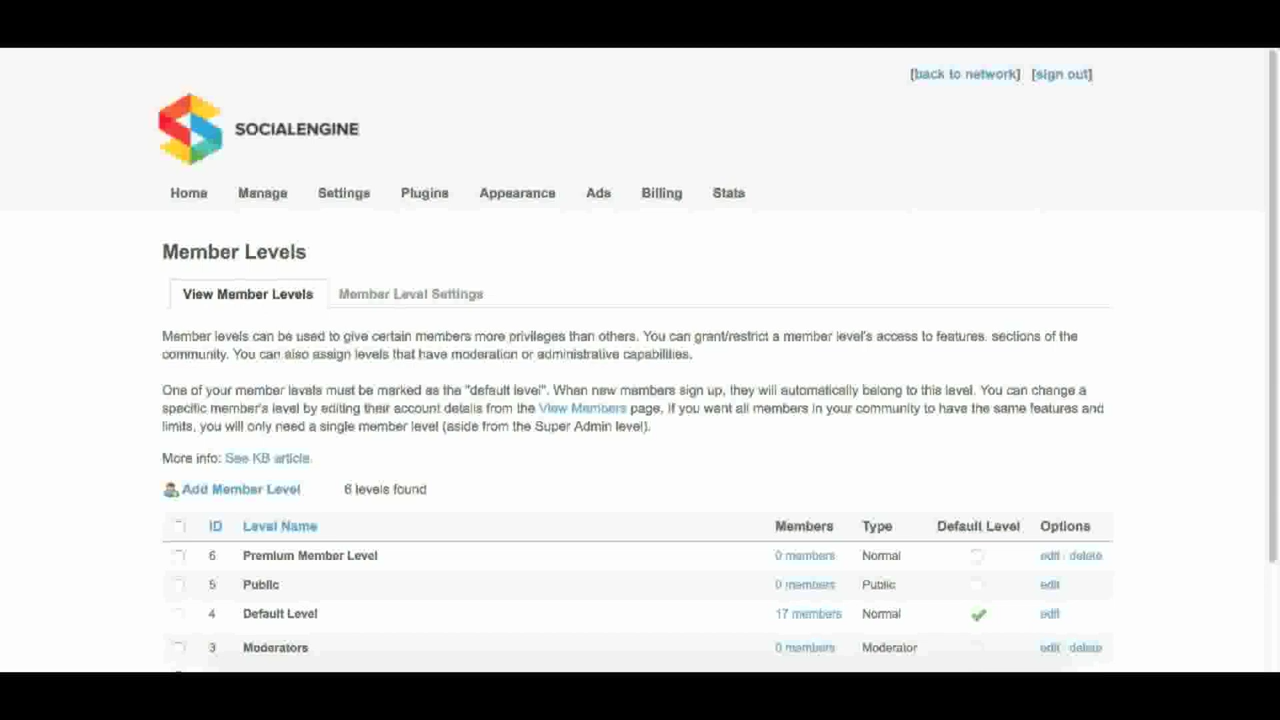 [back to network] [sign out]
SOCIALENGINE
Home Manage Settings Plugins Appearance Ads Billing Stats
Member Levels
View Member Levels Member Level Settings
Member levels can be used to give certain members more privileges than others. You can grant/restrict a member level's access to features, sections of the
community. You can also assign levels that have moderation or administrative capabilities.
One of your member levels must be marked as the "default level". When new members sign up, they will automatically belong to this level. You can change a
specific member's level by editing their account details from the View Members page. If you want all members in your community to have the same features and
limits, you will only need a single member level (aside from the Super Admin level).
More info: See KB article.
Add Member Level 6 levels found
ID Level Name Members Type Default Level Options
6 Premium Member Level 0 members Normal edit | delete
5 Public 0 members Public edit
4 Default Level 17 members Normal edit
3 Moderators 0 members Moderator edit | delete